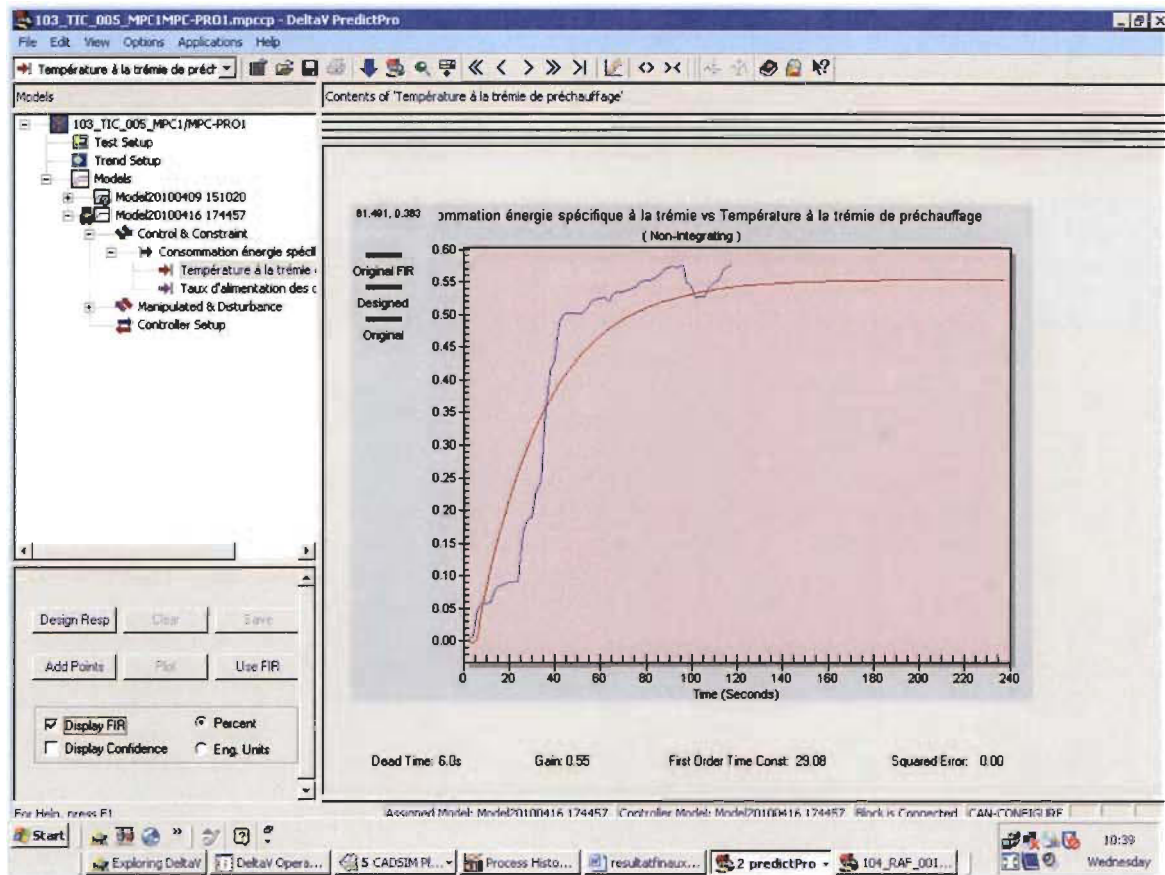 103_TIC_005_MPC1MPC-PRO1.mpccp - DeltaV PredictPro
File Edit View Options Applications Help
Température à la trémie de préct
Models
Contents of 'Température à la trémie de préchauffage'
103_TIC_005_MPC1/MPC-PRO1
Test Setup
Trend Setup
Models
Model20100409 151020
Model20100416 174457
Control & Constraint
Consommation énergie spécif
Température à la trémie
Taux d'alimentation des c
Manipulated & Disturbance
Controller Setup
81.491, 0.383
ommation énergie spécifique à la trémie vs Température à la trémie de préchauffage
( Non-integrating )
Original FIR
Designed
Original
0.60
0.55
0.50
0.45
0.40
0.35
0.30
0.25
0.20
0.15
0.10
0.05
0.00
0 20 40 60 80 100 120 140 160 180 200 220 240
Time (Seconds)
Design Resp Clear Save
Add Points Plot Use FIR
Display FIR Percent
Display Confidence Eng. Units
Dead Time: 6.0s Gain: 0.55 First Order Time Const: 29.08 Squared Error: 0.00
For Help, press F1
Assumed Model: Model20100416 174457 Controller Model: Model20100416 174457 Block is Connected CAN-CONFIGURE
Start » 10:39
Exploring DeltaV DeltaV Opera... 5 CADSIM Pl... Process Histo... resultatfinaux... 2 predictPro 104_RAF_001... Wednesday